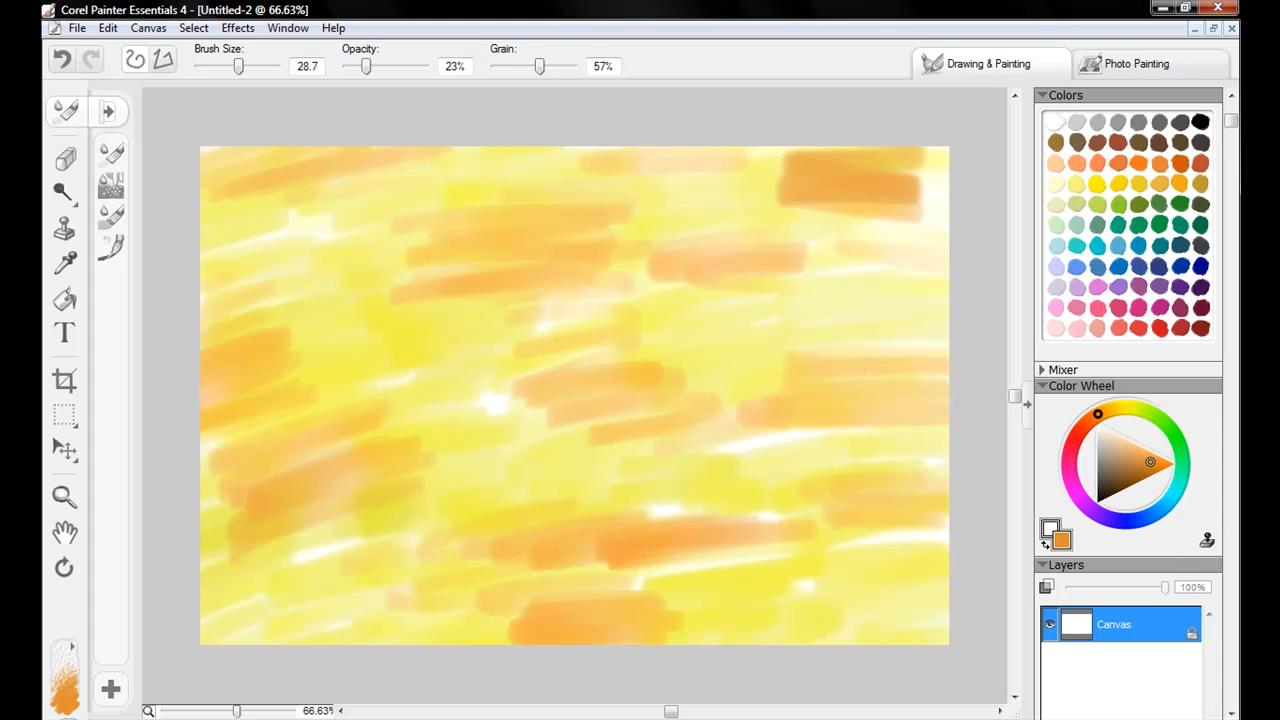 Corel Painter Essentials 4 - [Untitled-2 @ 66.63%]
File Edit Canvas Select Effects Window Help
Brush Size: 28.7 Opacity: 23% Grain: 57%
Drawing & Painting Photo Painting
Colors
Mixer
Color Wheel
Layers
100%
Canvas
T
66.63%